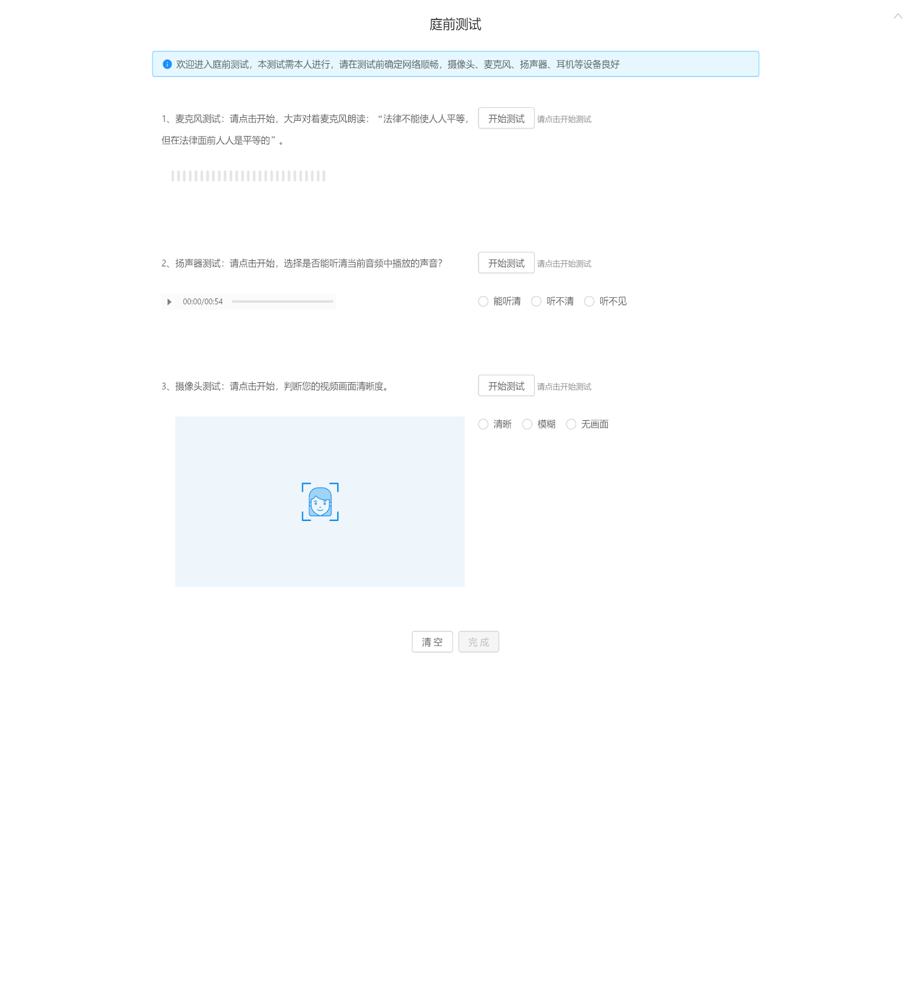 庭前测试
欢迎进入庭前测试，本测试需本人进行，请在测试前确定网络顺畅，摄像头、麦克风、扬声器、耳机等设备良好
1、麦克风测试：请点击开始，大声对着麦克风朗读：“法律不能使人人平等，
但在法律面前人人是平等的”。
开始测试 请点击开始测试
2、扬声器测试：请点击开始，选择是否能听清当前音频中播放的声音？
开始测试 请点击开始测试
00:00/00:54
能听清 听不清 听不见
3、摄像头测试：请点击开始，判断您的视频画面清晰度。
开始测试 请点击开始测试
清晰 模糊 无画面
清 空 完 成